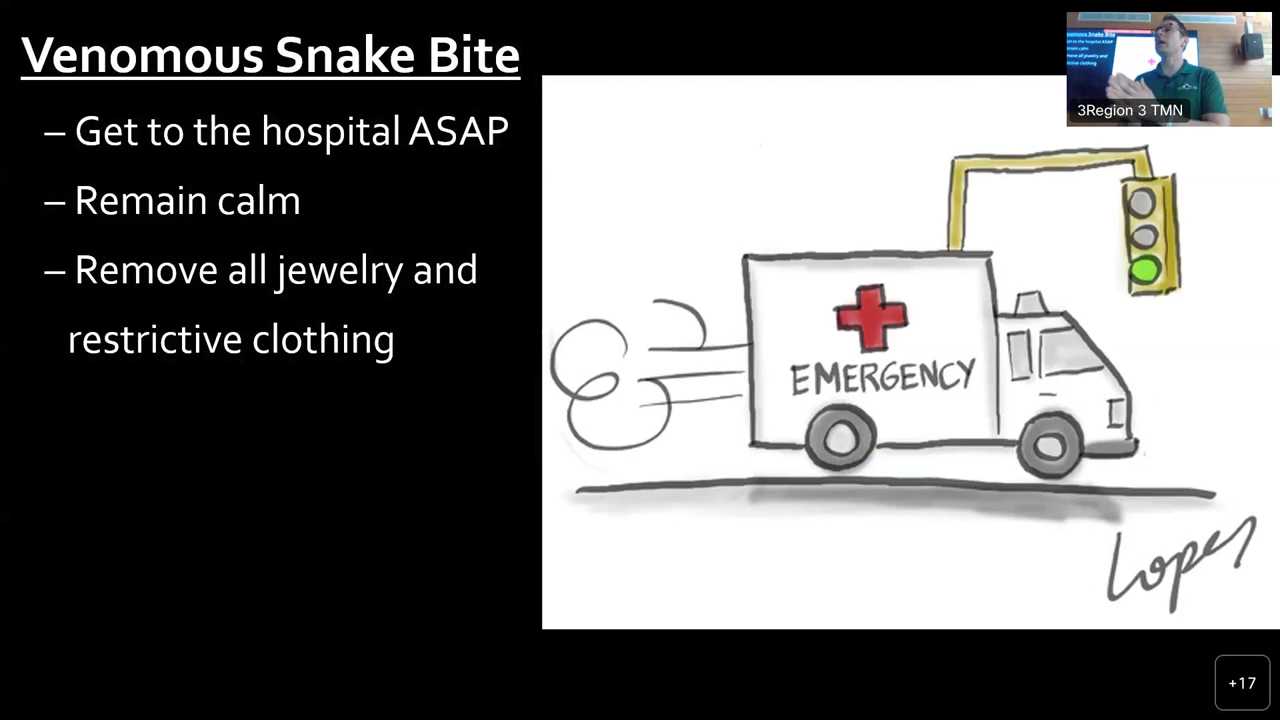 Venomous Snake Bite
– Get to the hospital ASAP
– Remain calm
– Remove all jewelry and
restrictive clothing
EMERGENCY
Lopes
3Region 3 TMN
+17